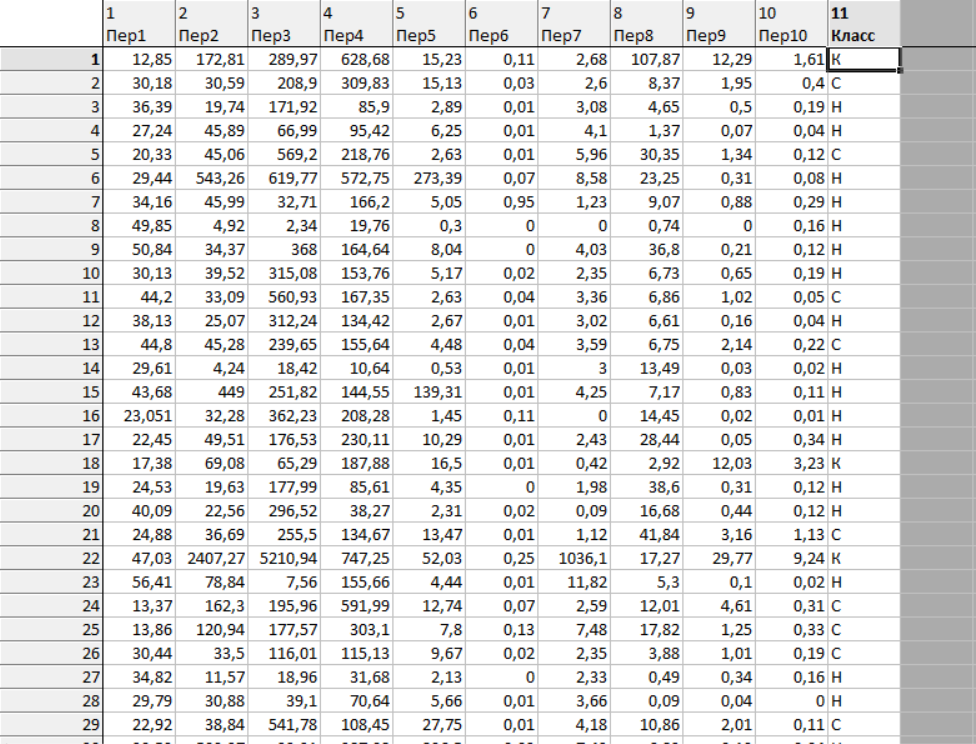 1 2 3 4 5 6 7 8 9 10 11
Пер1 Пер2 Пер3 Пер4 Пер5 Пер6 Пер7 Пер8 Пер9 Пер10 Класс
1 12,85 172,81 289,97 628,68 15,23 0,11 2,68 107,87 12,29 1,61 К
2 30,18 30,59 208,9 309,83 15,13 0,03 2,6 8,37 1,95 0,4 С
3 36,39 19,74 171,92 85,9 2,89 0,01 3,08 4,65 0,5 0,19 Н
4 27,24 45,89 66,99 95,42 6,25 0,01 4,1 1,37 0,07 0,04 Н
5 20,33 45,06 569,2 218,76 2,63 0,01 5,96 30,35 1,34 0,12 С
6 29,44 543,26 619,77 572,75 273,39 0,07 8,58 23,25 0,31 0,08 Н
7 34,16 45,99 32,71 166,2 5,05 0,95 1,23 9,07 0,88 0,29 Н
8 49,85 4,92 2,34 19,76 0,3 0 0 0,74 0 0,16 Н
9 50,84 34,37 368 164,64 8,04 0 4,03 36,8 0,21 0,12 Н
10 30,13 39,52 315,08 153,76 5,17 0,02 2,35 6,73 0,65 0,19 Н
11 44,2 33,09 560,93 167,35 2,63 0,04 3,36 6,86 1,02 0,05 С
12 38,13 25,07 312,24 134,42 2,67 0,01 3,02 6,61 0,16 0,04 Н
13 44,8 45,28 239,65 155,64 4,48 0,04 3,59 6,75 2,14 0,22 С
14 29,61 4,24 18,42 10,64 0,53 0,01 3 13,49 0,03 0,02 Н
15 43,68 449 251,82 144,55 139,31 0,01 4,25 7,17 0,83 0,11 Н
16 23,051 32,28 362,23 208,28 1,45 0,11 0 14,45 0,02 0,01 Н
17 22,45 49,51 176,53 230,11 10,29 0,01 2,43 28,44 0,05 0,34 Н
18 17,38 69,08 65,29 187,88 16,5 0,01 0,42 2,92 12,03 3,23 К
19 24,53 19,63 177,99 85,61 4,35 0 1,98 38,6 0,31 0,12 Н
20 40,09 22,56 296,52 38,27 2,31 0,02 0,09 16,68 0,44 0,12 Н
21 24,88 36,69 255,5 134,67 13,47 0,01 1,12 41,84 3,16 1,13 С
22 47,03 2407,27 5210,94 747,25 52,03 0,25 1036,1 17,27 29,77 9,24 К
23 56,41 78,84 7,56 155,66 4,44 0,01 11,82 5,3 0,1 0,02 Н
24 13,37 162,3 195,96 591,99 12,74 0,07 2,59 12,01 4,61 0,31 С
25 13,86 120,94 177,57 303,1 7,8 0,13 7,48 17,82 1,25 0,33 С
26 30,44 33,5 116,01 115,13 9,67 0,02 2,35 3,88 1,01 0,19 С
27 34,82 11,57 18,96 31,68 2,13 0 2,33 0,49 0,34 0,16 Н
28 29,79 30,88 39,1 70,64 5,66 0,01 3,66 0,09 0,04 0 Н
29 22,92 38,84 541,78 108,45 27,75 0,01 4,18 10,86 2,01 0,11 С